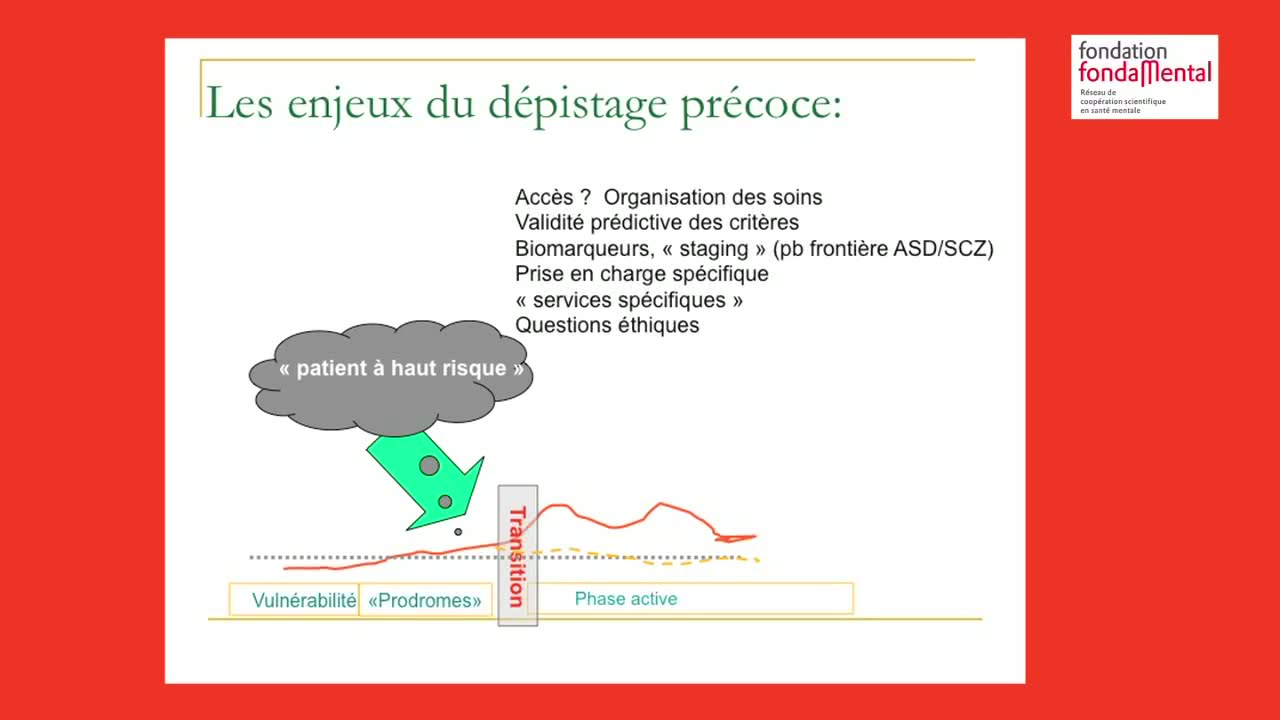 fondation
fondaMental
Réseau de
coopération scientifique
en santé mentale
Les enjeux du dépistage précoce:
Accès ? Organisation des soins
Validité prédictive des critères
Biomarqueurs, « staging » (pb frontière ASD/SCZ)
Prise en charge spécifique
« services spécifiques »
Questions éthiques
« patient à haut risque »
Transition
Vulnérabilité
«Prodromes»
Phase active